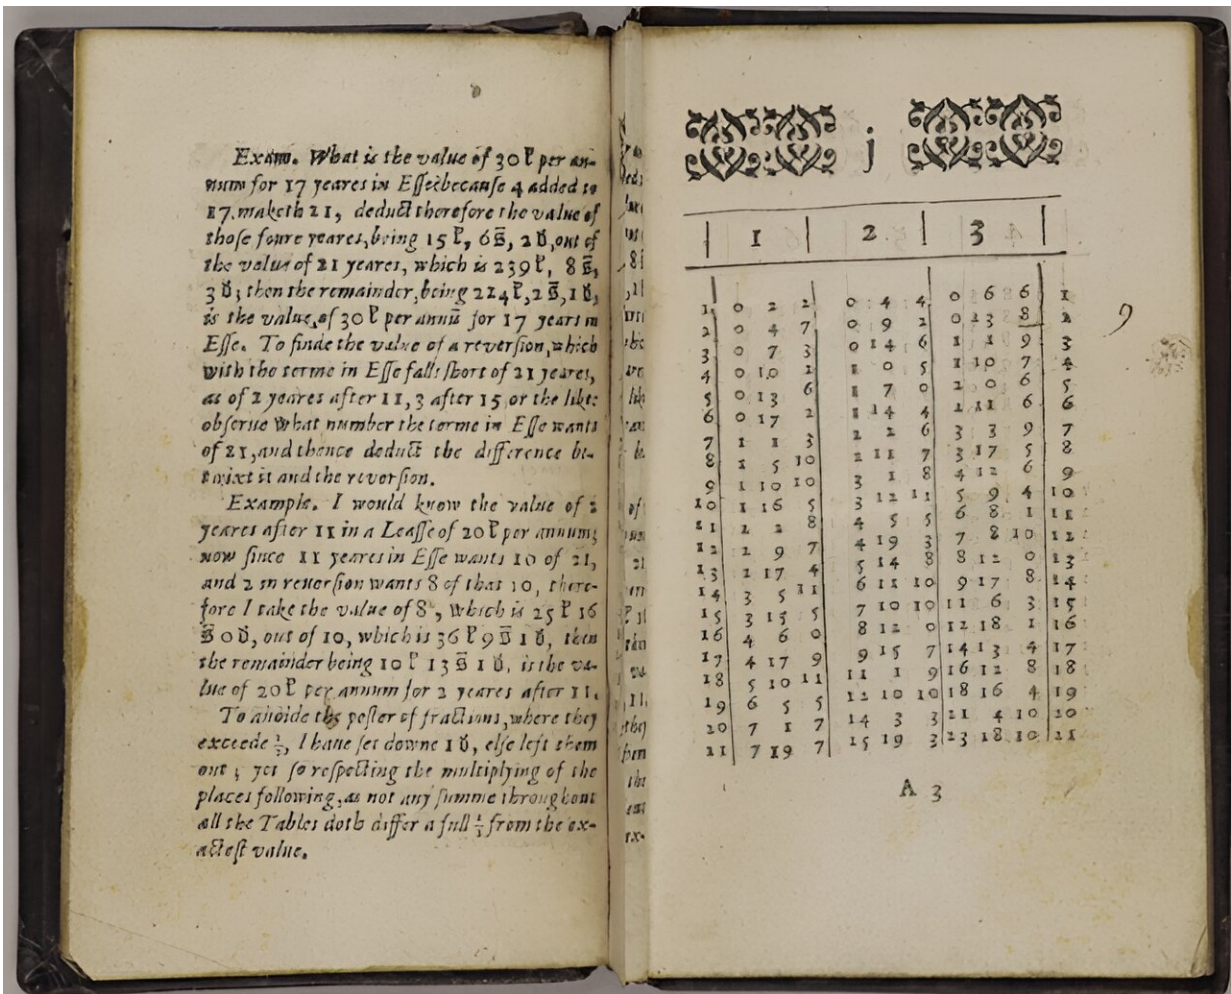 Exam. What is the value of 30 ł per an-
num for 17 yeares in Esse because 4 added to
17. maketh 21, deduct therefore the value of
those foure yeares, being 15 ł, 6 s̄, 2 d̄, out of
the value of 21 yeares, which is 239 ł, 8 s̄,
3 d̄; then the remainder, being 224 ł, 2 s̄, 1 d̄,
is the value, of 30 ł per annū for 17 years in
Esse. To finde the value of a reversion, which
with the terme in Esse falls short of 21 yeares,
as of 2 yeares after 11, 3 after 15, or the like:
obserue what number the terme in Esse wants
of 21, and thence deduct the difference be-
twixt it and the reversion.
Example. I would know the value of 2
yeares after 11 in a Leasse of 20 ł per annum;
now since 11 yeares in Esse wants 10 of 21,
and 2 in reuersion wants 8 of that 10, there-
fore I take the value of 8, which is 25 ł 16
s̄ 0 d̄, out of 10, which is 36 ł 9 s̄ 1 d̄, then
the remainder being 10 ł 13 s̄ 1 d̄, is the va-
lue of 20 ł per annum for 2 yeares after 11.
To auoide the pester of fractions, where they
exceede ½, I haue set downe 1 d̄, else left them
out; yet so respecting the multiplying of the
places following, as not any summe throughout
all the Tables doth differ a full ½ from the ex-
actest value.
j
1 2 3
1 0 2 2 0 4 4 0 6 6 1
2 0 4 7 0 9 2 0 13 8 2
3 0 7 3 0 14 6 1 1 9 3
4 0 10 2 1 0 5 1 10 7 4
5 0 13 6 1 7 0 2 0 6 5
6 0 17 2 1 14 4 2 11 6 6
7 1 1 3 2 2 6 3 3 9 7
8 1 5 10 2 11 7 3 17 5 8
9 1 10 10 3 1 8 4 12 6 9
10 1 16 5 3 12 11 5 9 4 10
11 2 2 8 4 5 5 6 8 1 11
12 2 9 7 4 19 3 7 8 10 12
13 2 17 4 5 14 8 8 12 0 13
14 3 5 11 6 11 10 9 17 8 14
15 3 15 5 7 10 10 11 6 3 15
16 4 6 0 8 12 0 12 18 1 16
17 4 17 9 9 15 7 14 13 4 17
18 5 10 11 11 1 9 16 12 8 18
19 6 5 5 12 10 10 18 16 4 19
20 7 1 7 14 3 3 21 4 10 20
21 7 19 7 15 19 3 23 18 10 21
9
A 3